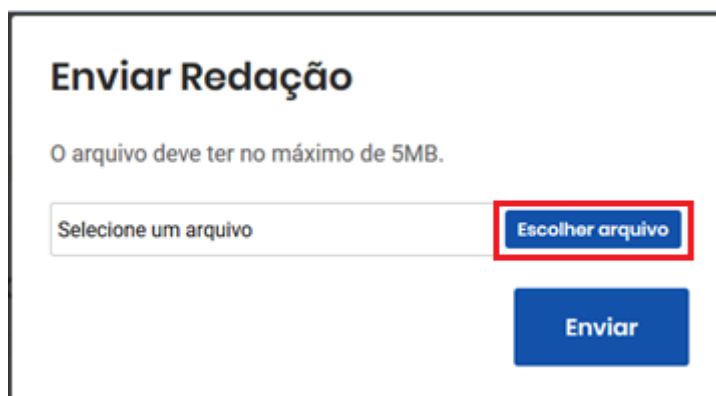 Enviar Redação
O arquivo deve ter no máximo de 5MB.
Selecione um arquivo Escolher arquivo
Enviar